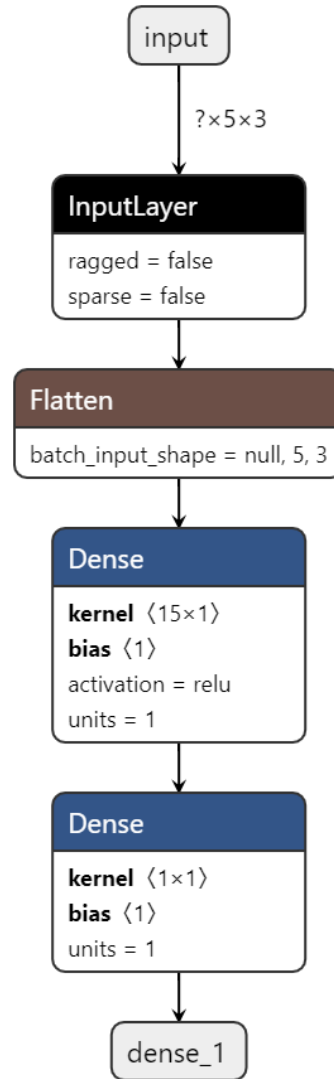 input
?×5×3
InputLayer
ragged = false
sparse = false
Flatten
batch_input_shape = null, 5, 3
Dense
kernel ⟨15×1⟩
bias ⟨1⟩
activation = relu
units = 1
Dense
kernel ⟨1×1⟩
bias ⟨1⟩
units = 1
dense_1